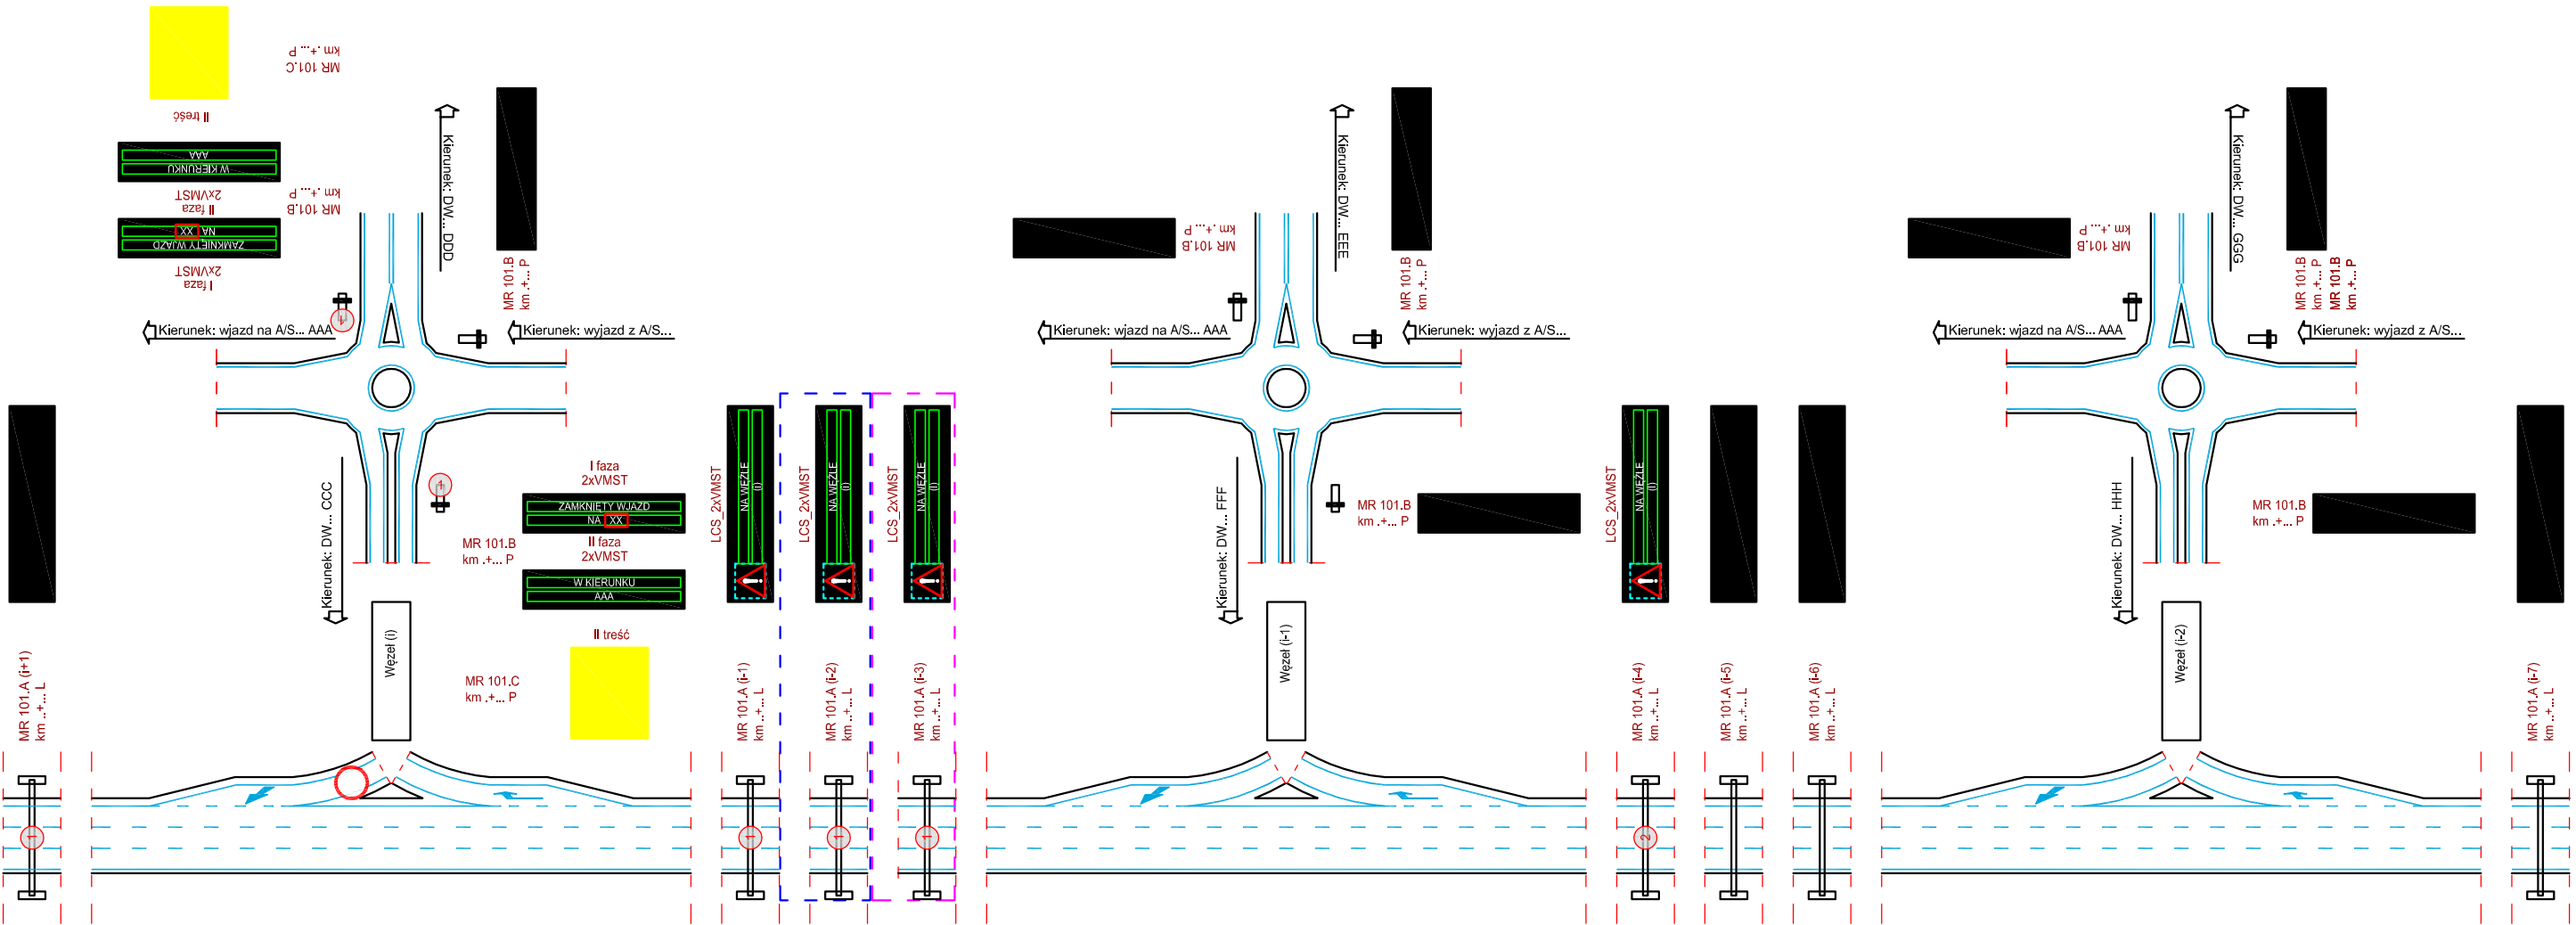 MR 101.C
km .+... P
II treść
W KIERUNKU
AAA
MR 101.B
km .+... P
II faza
2xVMST
ZAMKNIĘTY WJAZD
NA XX
I faza
2xVMST
Kierunek: DW... DDD
MR 101.B
km .+... P
1
Kierunek: wjazd na A/S... AAA
Kierunek: wyjazd z A/S...
Kierunek: DW... CCC
1
MR 101.B
km .+... P
I faza
2xVMST
ZAMKNIĘTY WJAZD
NA XX
II faza
2xVMST
W KIERUNKU
AAA
II treść
MR 101.C
km .+... P
Węzeł (i)
MR 101.A (i+1)
km ..+... L
1
LCS_2xVMST
NA WĘŹLE
(i)
MR 101.A (i-1)
km ..+... L
1
LCS_2xVMST
NA WĘŹLE
(i)
MR 101.A (i-2)
km ..+... L
1
LCS_2xVMST
NA WĘŹLE
(i)
MR 101.A (i-3)
km ..+... L
1
MR 101.B
km .+... P
Kierunek: DW... EEE
MR 101.B
km .+... P
Kierunek: wjazd na A/S... AAA
Kierunek: wyjazd z A/S...
Kierunek: DW... FFF
MR 101.B
km .+... P
Węzeł (i-1)
LCS_2xVMST
NA WĘŹLE
(i)
MR 101.A (i-4)
km ..+... L
2
MR 101.A (i-5)
km ..+... L
MR 101.A (i-6)
km ..+... L
MR 101.B
km .+... P
Kierunek: DW... GGG
MR 101.B
km .+... P
MR 101.B
km .+... P
Kierunek: wjazd na A/S... AAA
Kierunek: wyjazd z A/S...
Kierunek: DW... HHH
MR 101.B
km .+... P
Węzeł (i-2)
MR 101.A (i-7)
km ..+... L